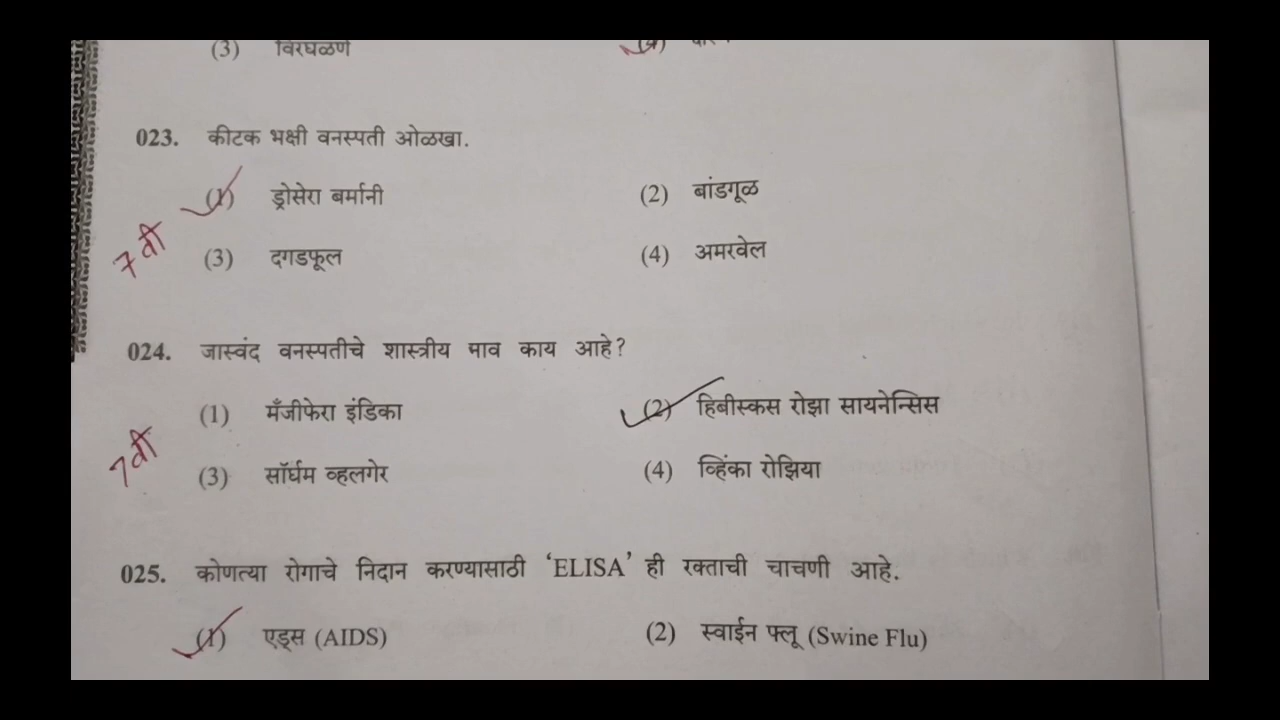 (3) विरघळणे
023. कीटक भक्षी वनस्पती ओळखा.
(1) ड्रोसेरा बर्मानी (2) बांडगूळ
7 वी
(3) दगडफूल (4) अमरवेल
024. जास्वंद वनस्पतीचे शास्त्रीय नाव काय आहे?
(1) मँजीफेरा इंडिका (2) हिबीस्कस रोझा सायनेन्सिस
7 वी
(3) सॉर्घम व्हलगेर (4) व्हिंका रोझिया
025. कोणत्या रोगाचे निदान करण्यासाठी ‘ELISA’ ही रक्ताची चाचणी आहे.
(1) एड्स (AIDS) (2) स्वाईन फ्लू (Swine Flu)